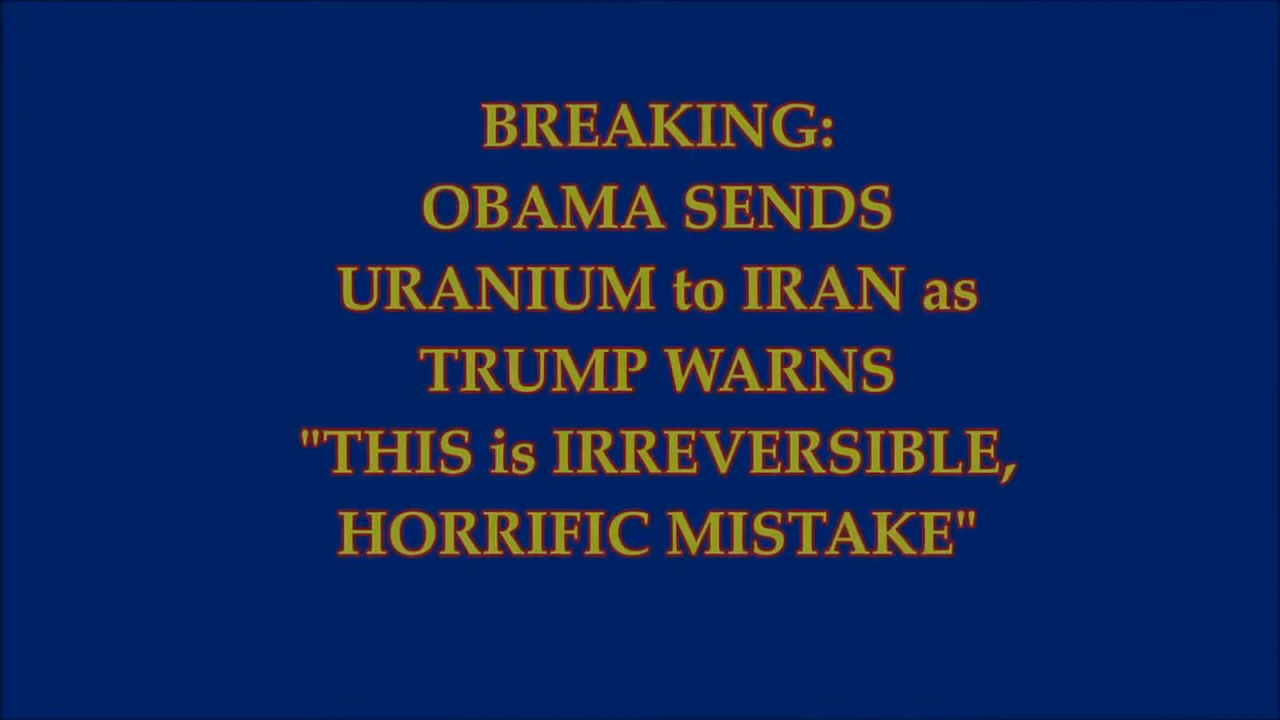 BREAKING:
OBAMA SENDS
URANIUM to IRAN as
TRUMP WARNS
"THIS is IRREVERSIBLE,
HORRIFIC MISTAKE"